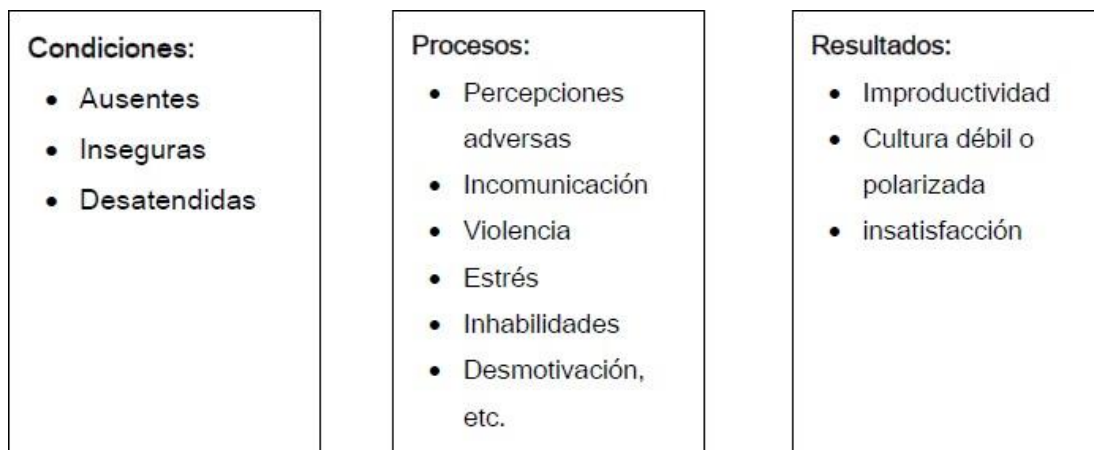 Condiciones:
• Ausentes
• Inseguras
• Desatendidas
Procesos:
• Percepciones
adversas
• Incomunicación
• Violencia
• Estrés
• Inhabilidades
• Desmotivación,
etc.
Resultados:
• Improductividad
• Cultura débil o
polarizada
• insatisfacción